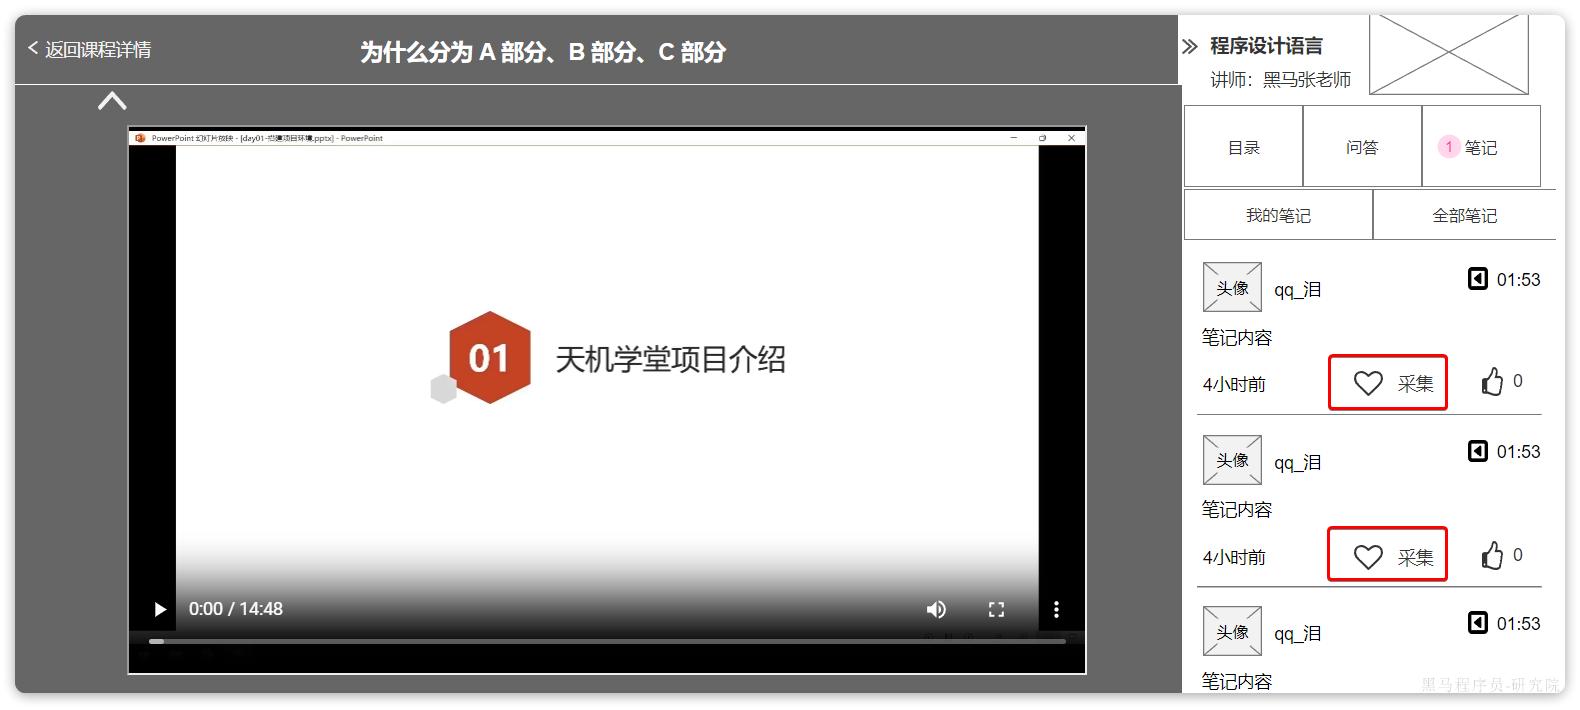 返回课程详情
为什么分为 A 部分、B 部分、C 部分
PowerPoint 幻灯片放映 - [day01-搭建项目环境.pptx] - PowerPoint
01
天机学堂项目介绍
0:00 / 14:48
程序设计语言
讲师：黑马张老师
目录
问答
1 笔记
我的笔记
全部笔记
头像 qq_泪 01:53
笔记内容
4小时前 采集 0
头像 qq_泪 01:53
笔记内容
4小时前 采集 0
头像 qq_泪 01:53
笔记内容
黑马程序员-研究院